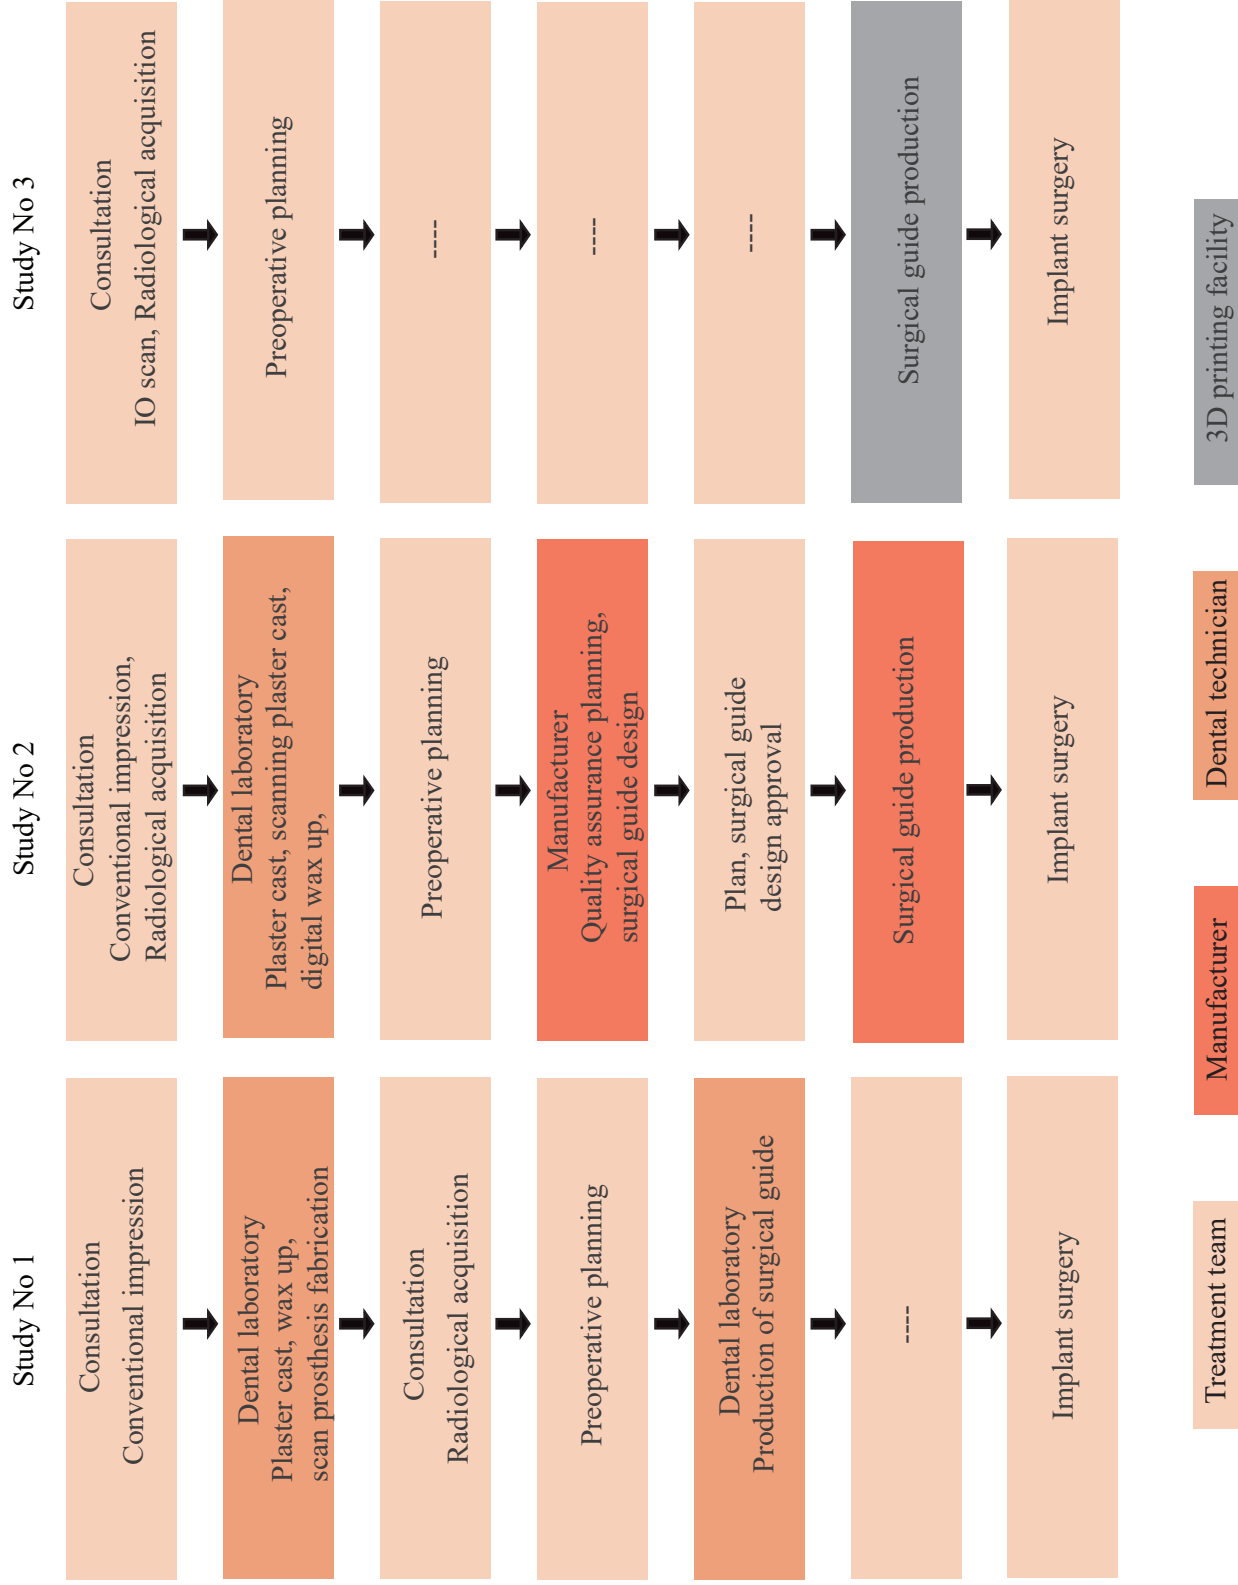 Study No 1
Consultation
Conventional impression
Dental laboratory
Plaster cast, wax up,
scan prosthesis fabrication
Consultation
Radiological acquisition
Preoperative planning
Dental laboratory
Production of surgical guide
----
Implant surgery
Study No 2
Consultation
Conventional impression,
Radiological acquisition
Dental laboratory
Plaster cast, scanning plaster cast,
digital wax up,
Preoperative planning
Manufacturer
Quality assurance planning,
surgical guide design
Plan, surgical guide
design approval
Surgical guide production
Implant surgery
Study No 3
Consultation
IO scan, Radiological acquisition
Preoperative planning
----
----
----
Surgical guide production
Implant surgery
Treatment team
Manufacturer
Dental technician
3D printing facility